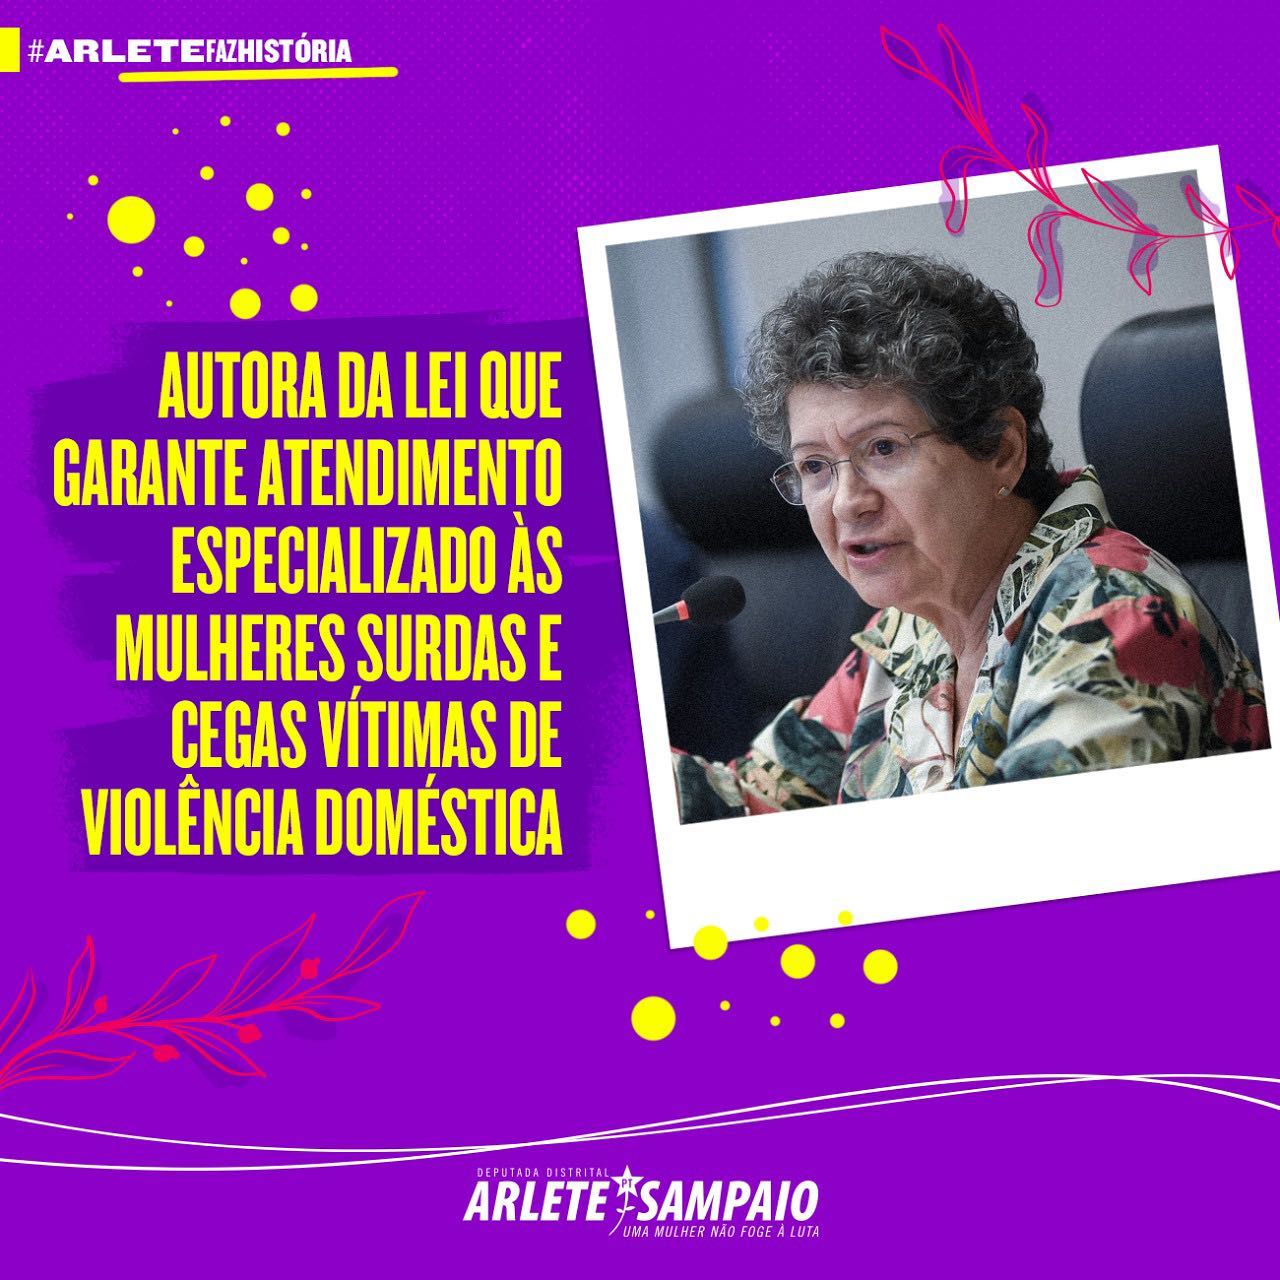 #ARLETEFAZHISTÓRIA
AUTORA DA LEI QUE
GARANTE ATENDIMENTO
ESPECIALIZADO ÀS
MULHERES SURDAS E
CEGAS VÍTIMAS DE
VIOLÊNCIA DOMÉSTICA
DEPUTADA DISTRITAL
ARLETE PT SAMPAIO
UMA MULHER NÃO FOGE À LUTA